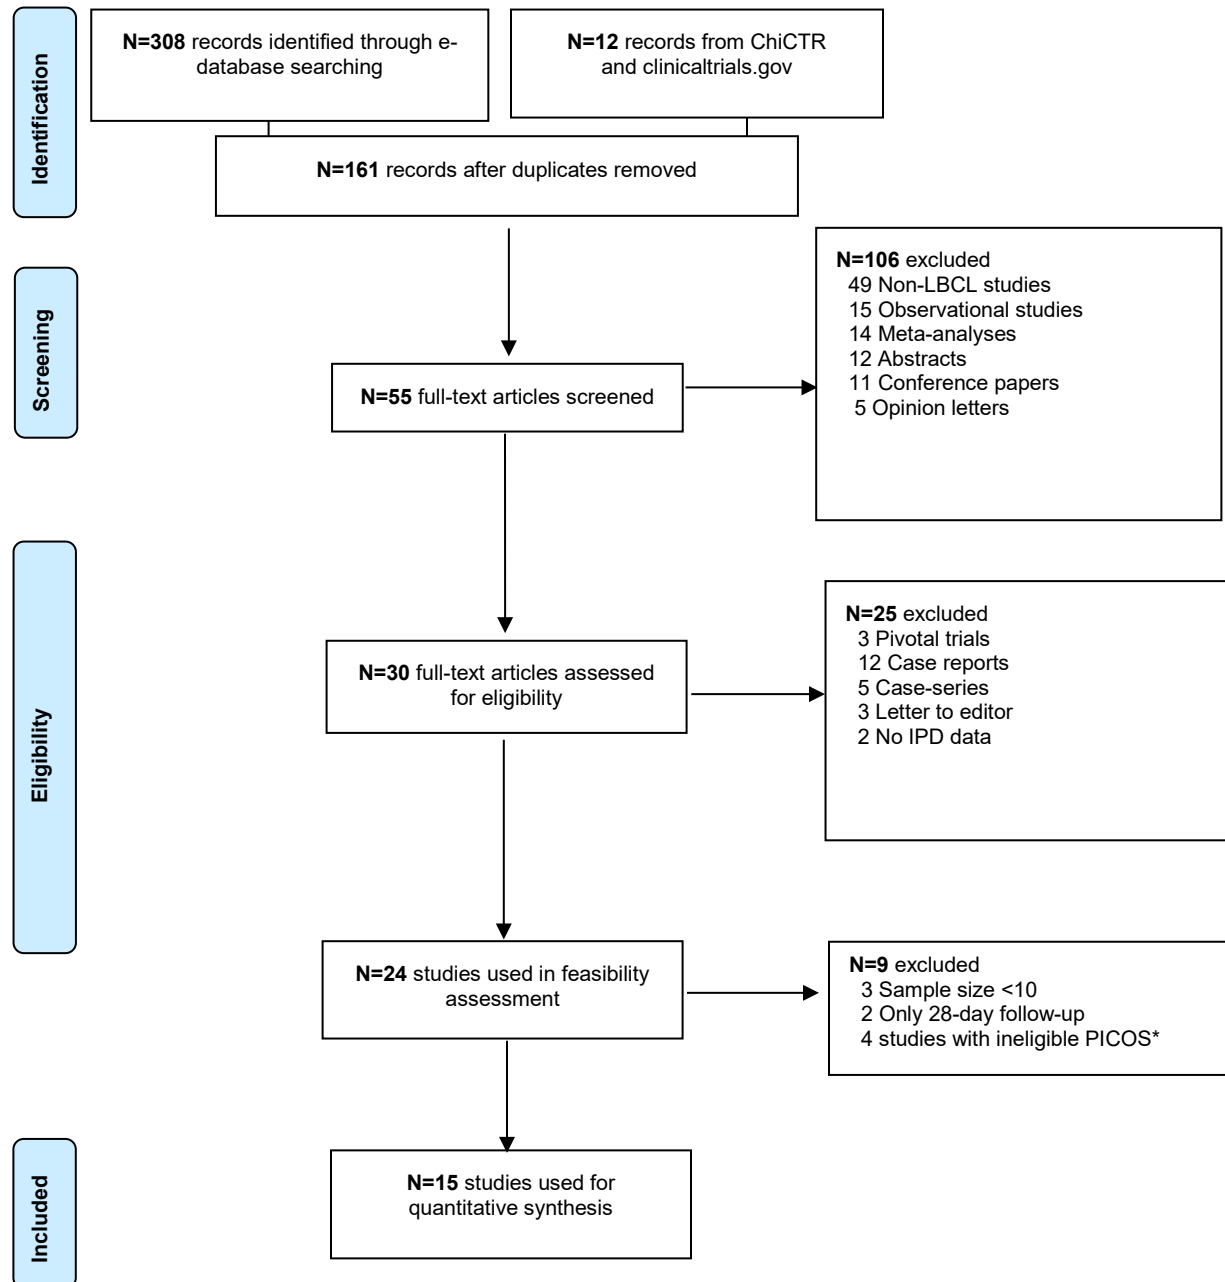 Identification
N=308 records identified through e-
database searching
N=12 records from ChiCTR
and clinicaltrials.gov
N=161 records after duplicates removed
Screening
N=106 excluded
49 Non-LBCL studies
15 Observational studies
14 Meta-analyses
12 Abstracts
11 Conference papers
5 Opinion letters
N=55 full-text articles screened
Eligibility
N=25 excluded
3 Pivotal trials
12 Case reports
5 Case-series
3 Letter to editor
2 No IPD data
N=30 full-text articles assessed
for eligibility
N=24 studies used in feasibility
assessment
N=9 excluded
3 Sample size <10
2 Only 28-day follow-up
4 studies with ineligible PICOS*
Included
N=15 studies used for
quantitative synthesis